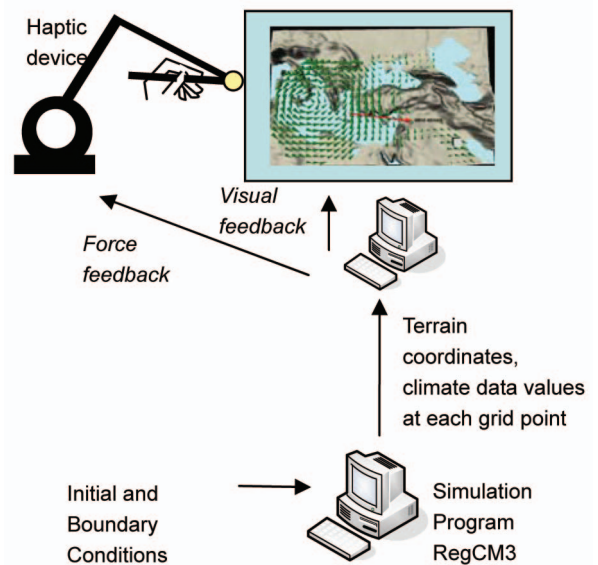 Haptic
device
Visual
feedback
Force
feedback
Terrain
coordinates,
climate data values
at each grid point
Initial and
Boundary
Conditions
Simulation
Program
RegCM3